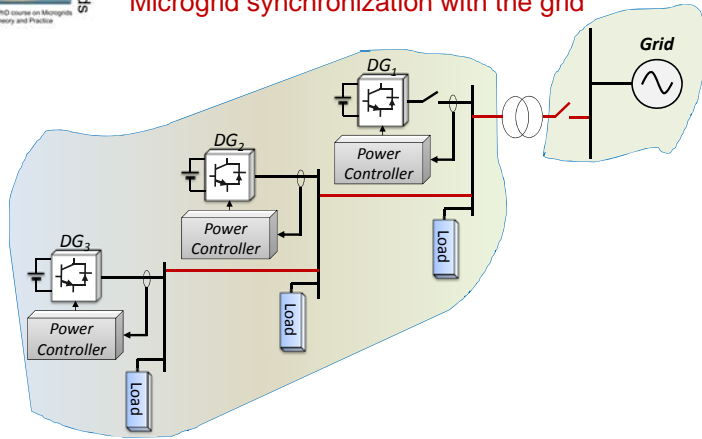 Microgrid synchronization with the grid
PhD course on Microgrids
Theory and Practice
ds
Grid
DG1
Power
Controller
Load
DG2
Power
Controller
Load
DG3
Power
Controller
Load